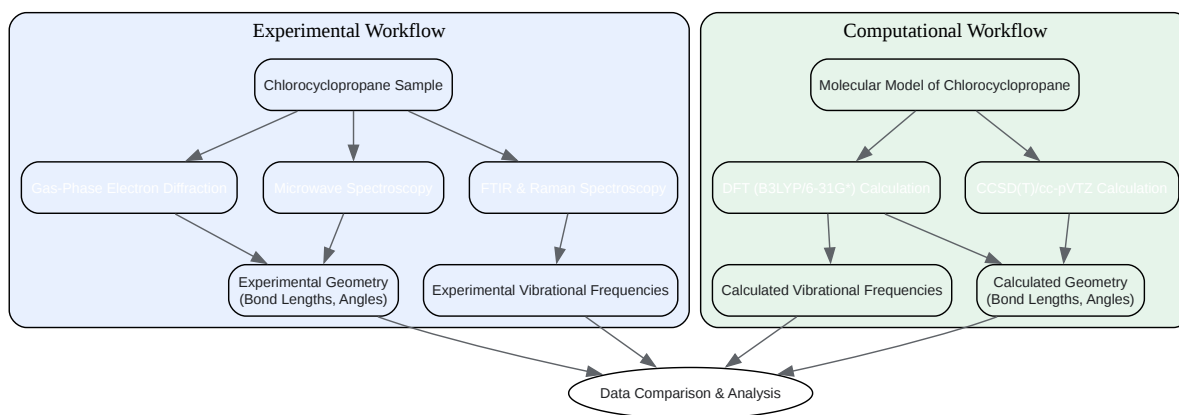 Experimental Workflow
Computational Workflow
Chlorocyclopropane Sample
Molecular Model of Chlorocyclopropane
Gas-Phase Electron Diffraction
Microwave Spectroscopy
FTIR & Raman Spectroscopy
DFT (B3LYP/6-31G*) Calculation
CCSD(T)/cc-pVTZ Calculation
Experimental Geometry
(Bond Lengths, Angles)
Experimental Vibrational Frequencies
Calculated Vibrational Frequencies
Calculated Geometry
(Bond Lengths, Angles)
Data Comparison & Analysis